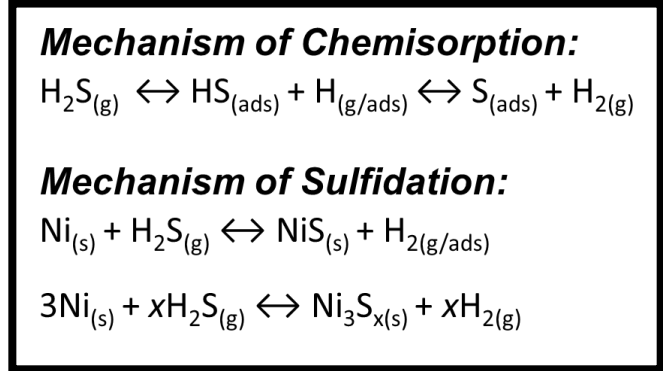 Mechanism of Chemisorption:
H₂S₍g₎ ↔ HS₍ads₎ + H₍g/ads₎ ↔ S₍ads₎ + H₂₍g₎
Mechanism of Sulfidation:
Ni₍s₎ + H₂S₍g₎ ↔ NiS₍s₎ + H₂₍g/ads₎
3Ni₍s₎ + xH₂S₍g₎ ↔ Ni₃Sₓ₍s₎ + xH₂₍g₎